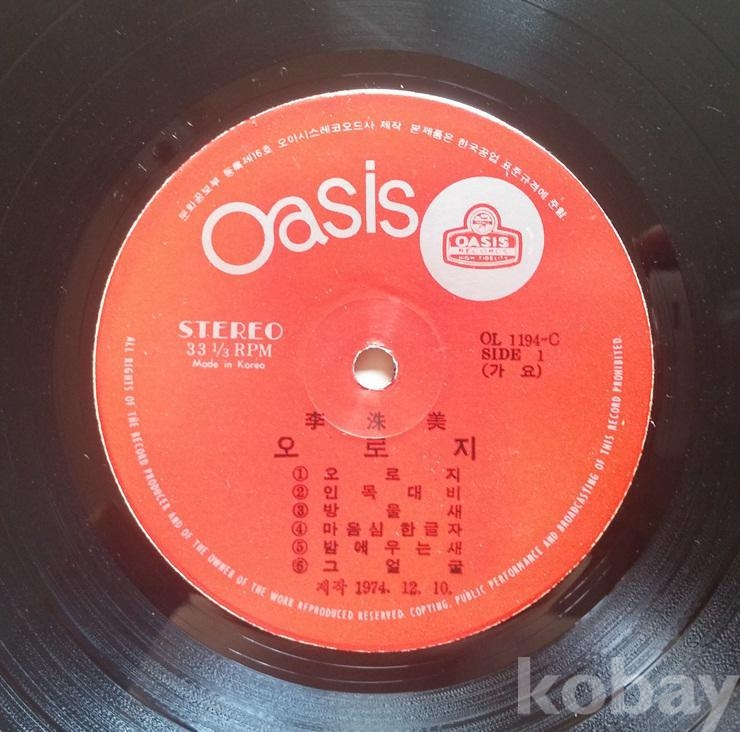 문화공보부 등록제16호 오아시스레코오드사 제작 본제품은 한국공업 표준규격에 준함
Oasis
OASIS
RECORDS
HIGH FIDELITY
STEREO
33 1/3 RPM
Made in Korea
OL 1194-C
SIDE 1
(가 요)
李 洙 美
오 로 지
① 오 로 지
② 인 목 대 비
③ 방 울 새
④ 마음심 한글자
⑤ 밤에우는새
⑥ 그 얼 굴
제작 1974. 12. 10.
ALL RIGHTS OF THE RECORD PRODUCER AND OF THE OWNER OF THE WORK REPRODUCED RESERVED. COPYING, PUBLIC PERFORMANCE AND BROADCASTING OF THIS RECORD PROHIBITED
kobay